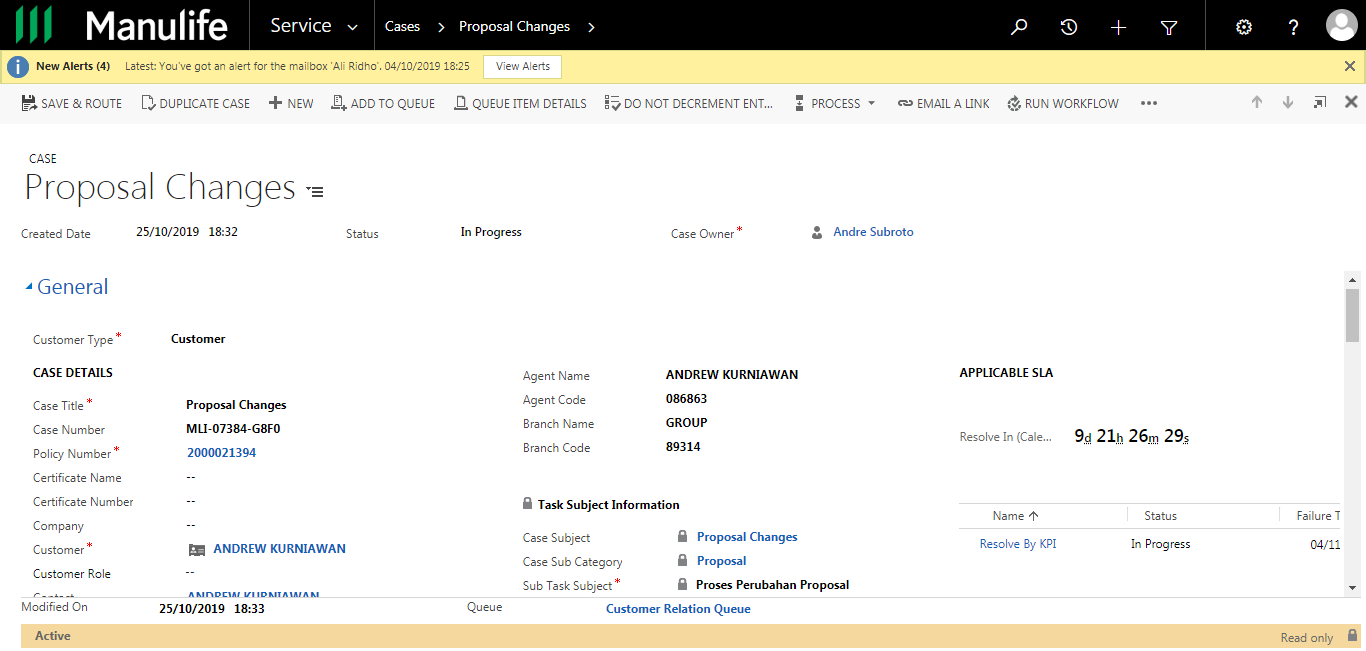 Manulife Service Cases Proposal Changes
New Alerts (4) Latest: You've got an alert for the mailbox 'Ali Ridho'. 04/10/2019 18:25 View Alerts
SAVE & ROUTE DUPLICATE CASE NEW ADD TO QUEUE QUEUE ITEM DETAILS DO NOT DECREMENT ENT... PROCESS EMAIL A LINK RUN WORKFLOW
CASE
Proposal Changes
Created Date 25/10/2019 18:32 Status In Progress Case Owner* Andre Subroto
General
Customer Type* Customer
CASE DETAILS
Case Title* Proposal Changes
Case Number MLI-07384-G8F0
Policy Number* 2000021394
Certificate Name --
Certificate Number --
Company --
Customer* ANDREW KURNIAWAN
Customer Role --
Contact ANDREW KURNIAWAN
Agent Name ANDREW KURNIAWAN
Agent Code 086863
Branch Name GROUP
Branch Code 89314
Task Subject Information
Case Subject Proposal Changes
Case Sub Category Proposal
Sub Task Subject* Proses Perubahan Proposal
APPLICABLE SLA
Resolve In (Cale... 9d 21h 26m 29s
Name Status Failure T
Resolve By KPI In Progress 04/11
Modified On 25/10/2019 18:33 Queue Customer Relation Queue
Active Read only